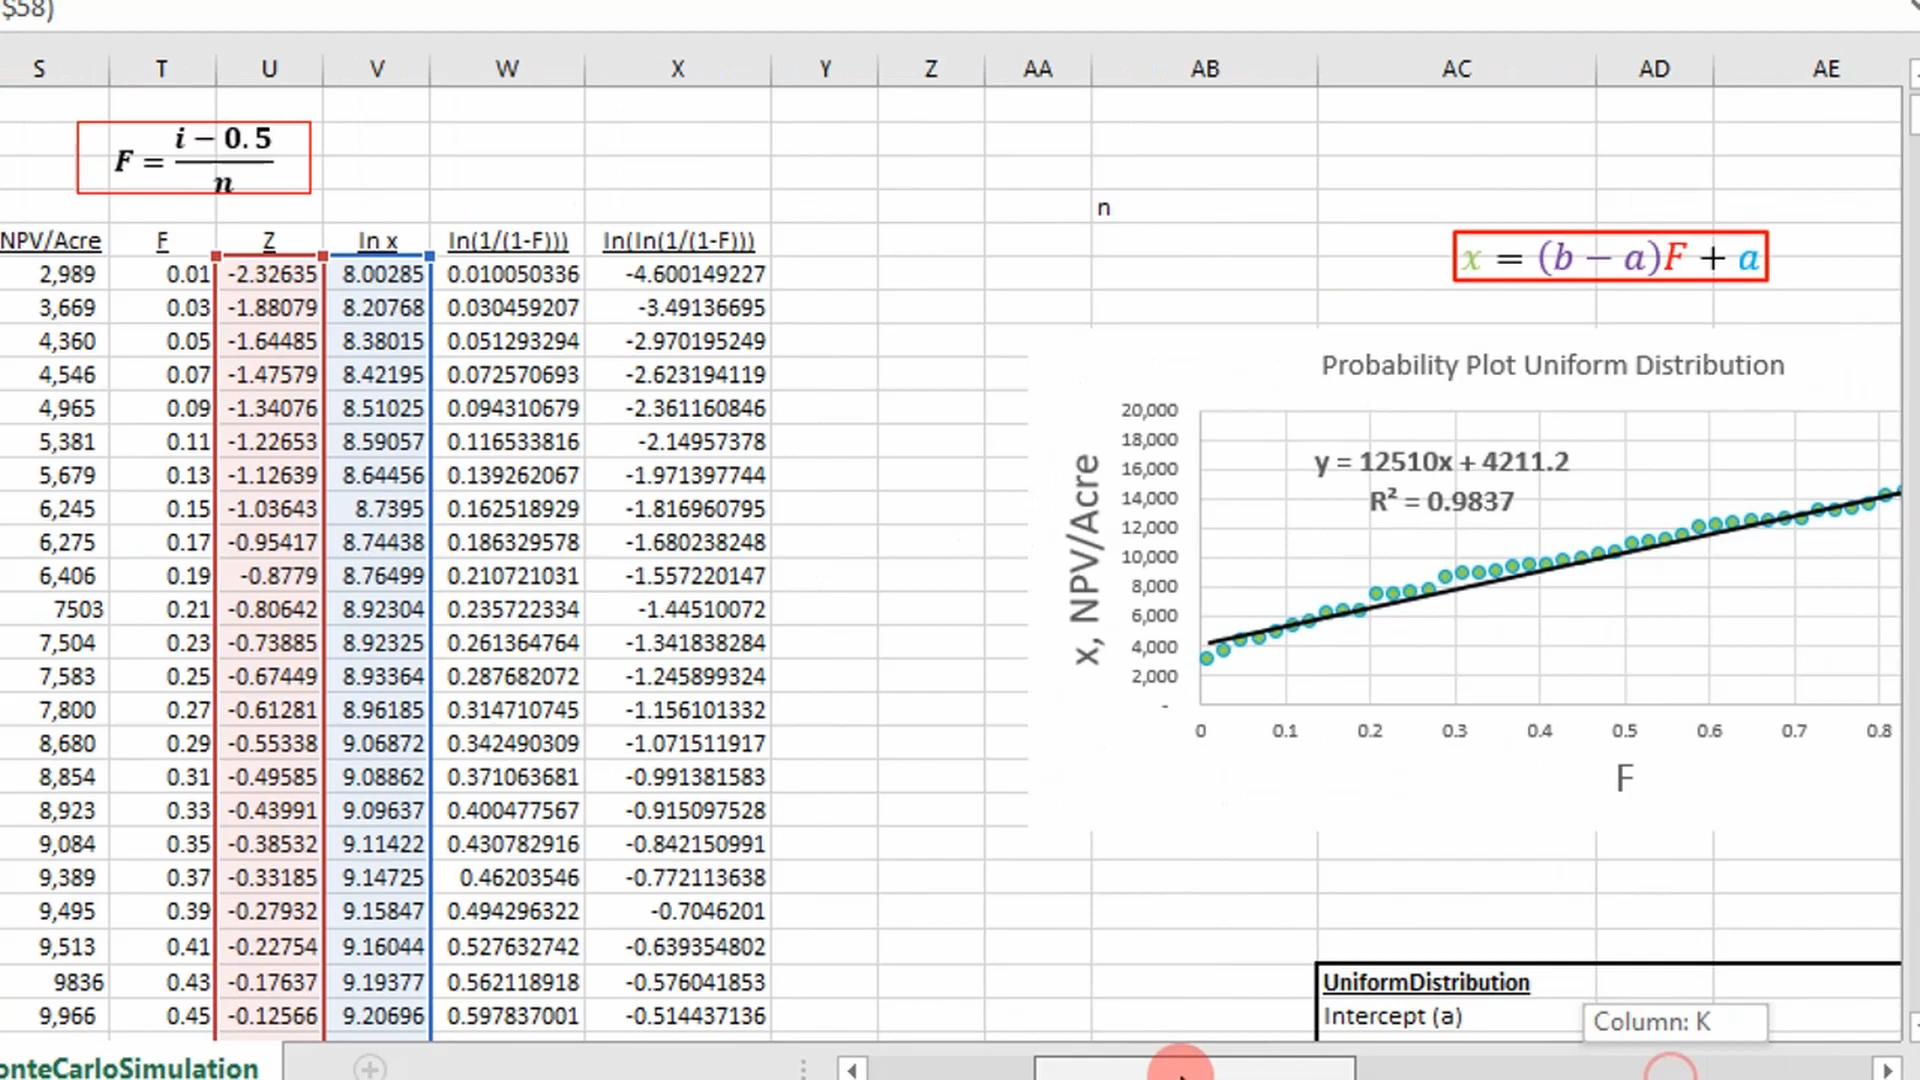 $58)
S T U V W X Y Z AA AB AC AD AE
F = i − 0.5 / n
n
x = (b − a)F + a
NPV/Acre F Z ln x ln(1/(1-F))) ln(ln(1/(1-F)))
2,989 0.01 -2.32635 8.00285 0.010050336 -4.600149227
3,669 0.03 -1.88079 8.20768 0.030459207 -3.49136695
4,360 0.05 -1.64485 8.38015 0.051293294 -2.970195249
4,546 0.07 -1.47579 8.42195 0.072570693 -2.623194119
4,965 0.09 -1.34076 8.51025 0.094310679 -2.361160846
5,381 0.11 -1.22653 8.59057 0.116533816 -2.14957378
5,679 0.13 -1.12639 8.64456 0.139262067 -1.971397744
6,245 0.15 -1.03643 8.7395 0.162518929 -1.816960795
6,275 0.17 -0.95417 8.74438 0.186329578 -1.680238248
6,406 0.19 -0.8779 8.76499 0.210721031 -1.557220147
7503 0.21 -0.80642 8.92304 0.235722334 -1.44510072
7,504 0.23 -0.73885 8.92325 0.261364764 -1.341838284
7,583 0.25 -0.67449 8.93364 0.287682072 -1.245899324
7,800 0.27 -0.61281 8.96185 0.314710745 -1.156101332
8,680 0.29 -0.55338 9.06872 0.342490309 -1.071511917
8,854 0.31 -0.49585 9.08862 0.371063681 -0.991381583
8,923 0.33 -0.43991 9.09637 0.400477567 -0.915097528
9,084 0.35 -0.38532 9.11422 0.430782916 -0.842150991
9,389 0.37 -0.33185 9.14725 0.46203546 -0.772113638
9,495 0.39 -0.27932 9.15847 0.494296322 -0.7046201
9,513 0.41 -0.22754 9.16044 0.527632742 -0.639354802
9836 0.43 -0.17637 9.19377 0.562118918 -0.576041853
9,966 0.45 -0.12566 9.20696 0.597837001 -0.514437136
Probability Plot Uniform Distribution
y = 12510x + 4211.2
R² = 0.9837
x, NPV/Acre
20,000
18,000
16,000
14,000
12,000
10,000
8,000
6,000
4,000
2,000
-
0 0.1 0.2 0.3 0.4 0.5 0.6 0.7 0.8
F
UniformDistribution
Intercept (a)
Column: K
onteCarloSimulation